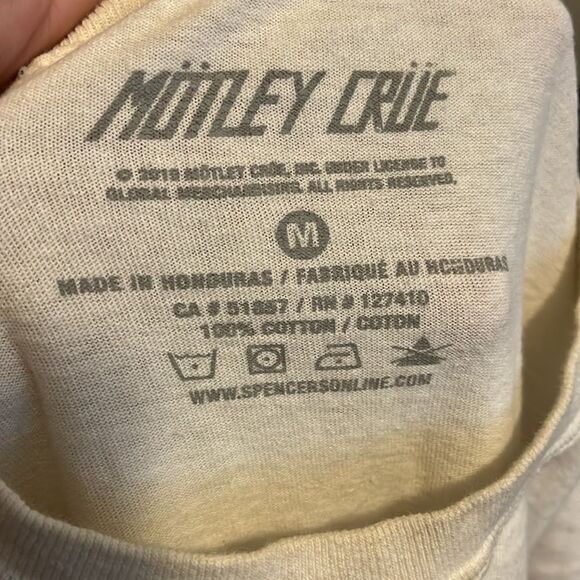 MÖTLEY CRÜE
© 2019 MÖTLEY CRÜE, INC. UNDER LICENSE TO
GLOBAL MERCHANDISING. ALL RIGHTS RESERVED.
M
MADE IN HONDURAS / FABRIQUÉ AU HONDURAS
CA # 51857 / RN # 127410
100% COTTON / COTON
WWW.SPENCERSONLINE.COM